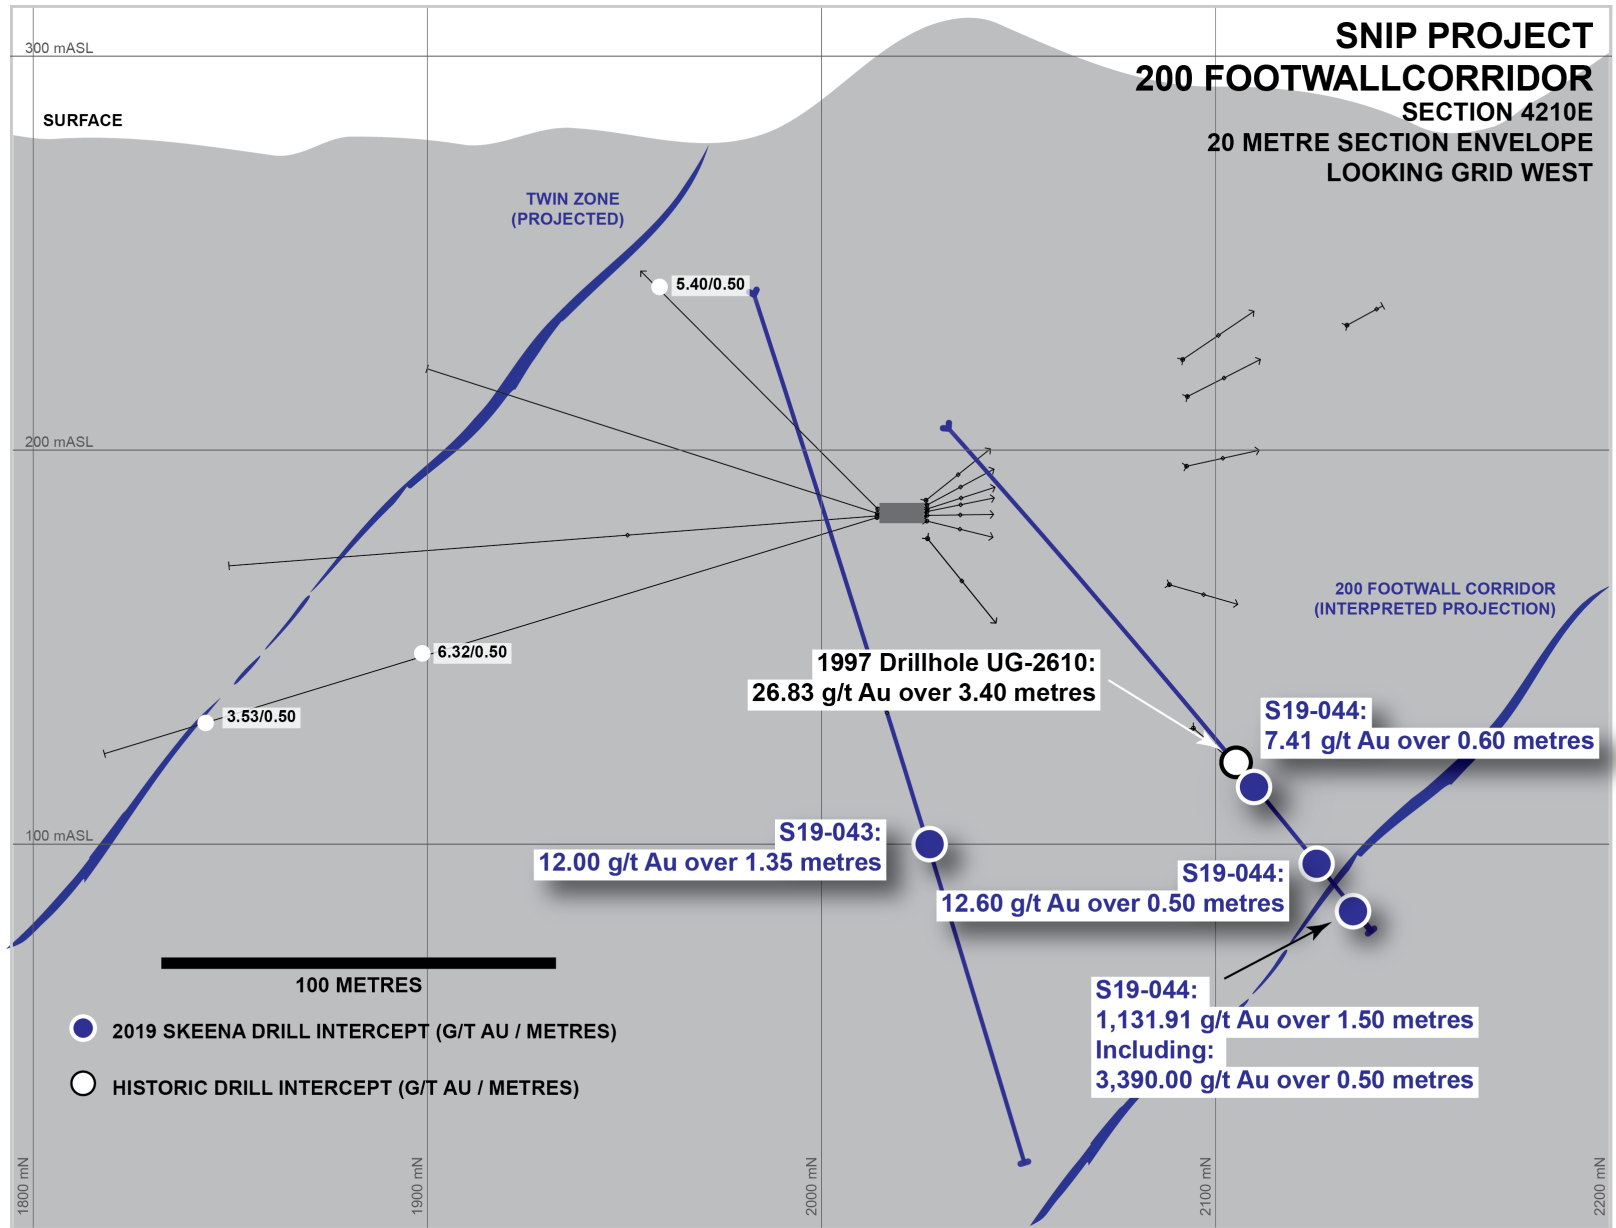 SNIP PROJECT
200 FOOTWALLCORRIDOR
SECTION 4210E
20 METRE SECTION ENVELOPE
LOOKING GRID WEST
300 mASL
SURFACE
TWIN ZONE
(PROJECTED)
5.40/0.50
200 mASL
200 FOOTWALL CORRIDOR
(INTERPRETED PROJECTION)
6.32/0.50
1997 Drillhole UG-2610:
26.83 g/t Au over 3.40 metres
3.53/0.50
S19-044:
7.41 g/t Au over 0.60 metres
100 mASL
S19-043:
12.00 g/t Au over 1.35 metres
S19-044:
12.60 g/t Au over 0.50 metres
100 METRES
S19-044:
1,131.91 g/t Au over 1.50 metres
Including:
3,390.00 g/t Au over 0.50 metres
2019 SKEENA DRILL INTERCEPT (G/T AU / METRES)
HISTORIC DRILL INTERCEPT (G/T AU / METRES)
1800 mN
1900 mN
2000 mN
2100 mN
2200 mN